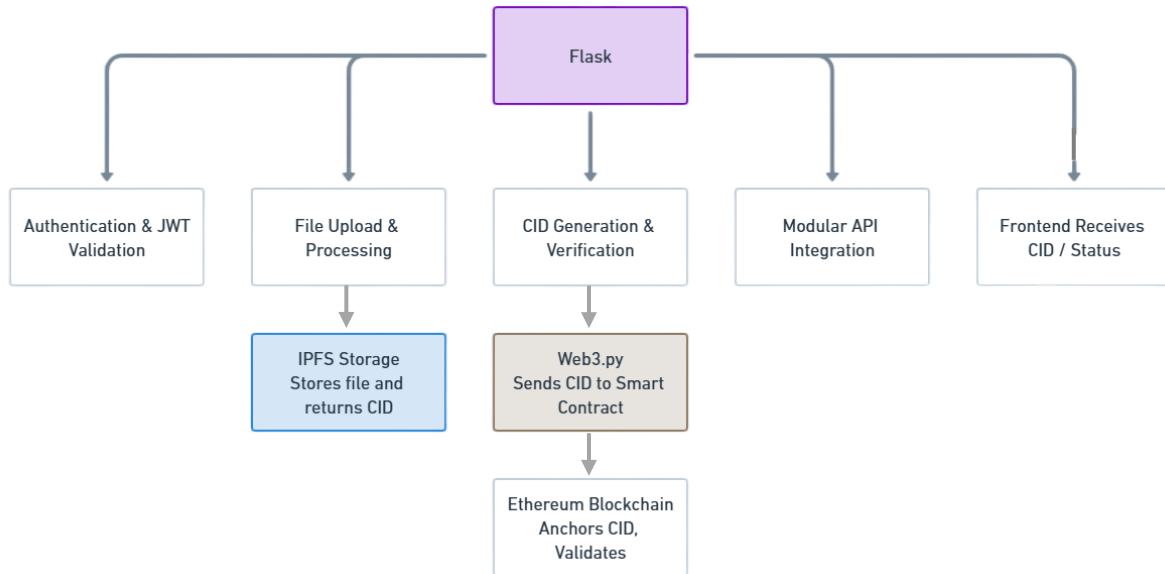 Flask
Authentication & JWT
Validation
File Upload &
Processing
CID Generation &
Verification
Modular API
Integration
Frontend Receives
CID / Status
IPFS Storage
Stores file and
returns CID
Web3.py
Sends CID to Smart
Contract
Ethereum Blockchain
Anchors CID,
Validates